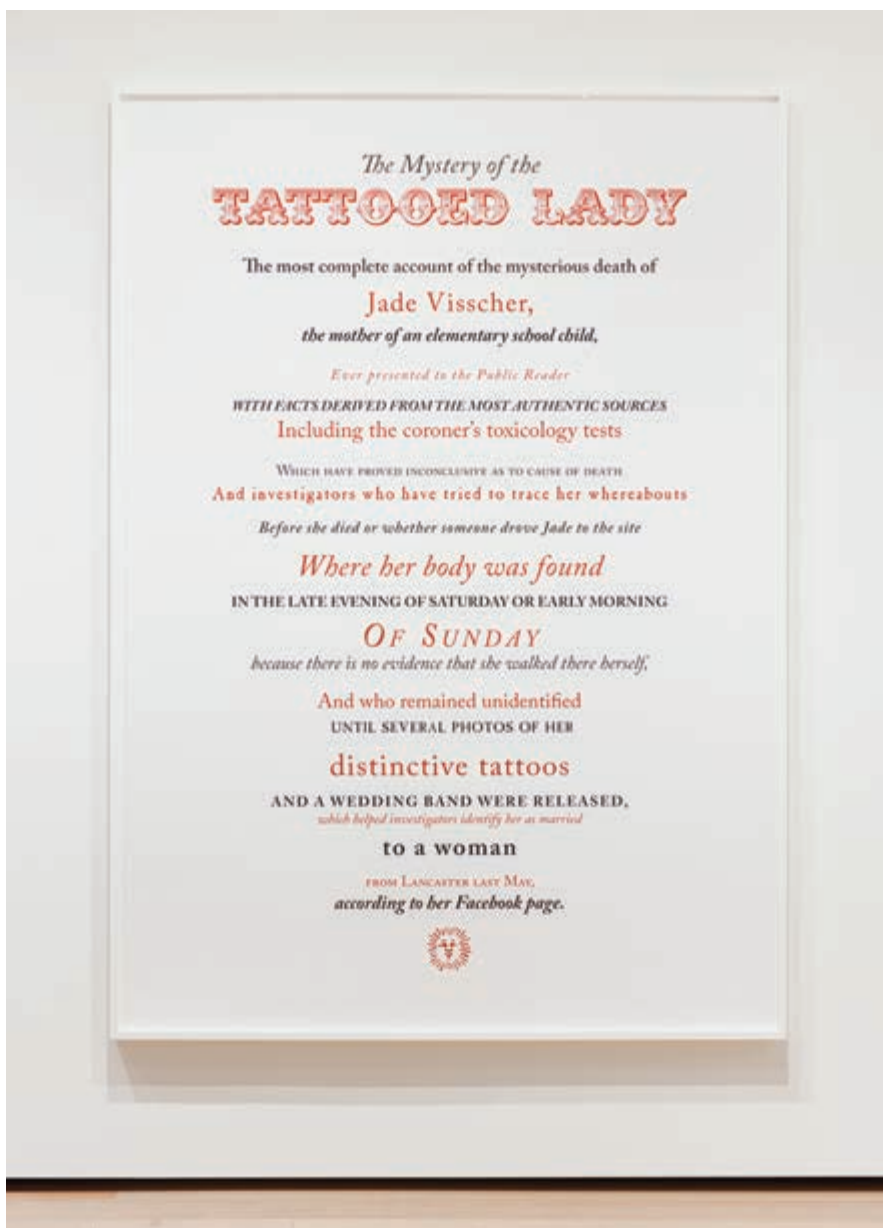 The Mystery of the
TATTOOED LADY
The most complete account of the mysterious death of
Jade Visscher,
the mother of an elementary school child,
Ever presented to the Public Reader
WITH FACTS DERIVED FROM THE MOST AUTHENTIC SOURCES
Including the coroner's toxicology tests
WHICH HAVE PROVED INCONCLUSIVE AS TO CAUSE OF DEATH
And investigators who have tried to trace her whereabouts
Before she died or whether someone drove Jade to the site
Where her body was found
IN THE LATE EVENING OF SATURDAY OR EARLY MORNING
OF SUNDAY
because there is no evidence that she walked there herself,
And who remained unidentified
UNTIL SEVERAL PHOTOS OF HER
distinctive tattoos
AND A WEDDING BAND WERE RELEASED,
which helped investigators identify her as married
to a woman
FROM LANCASTER LAST MAY,
according to her Facebook page.